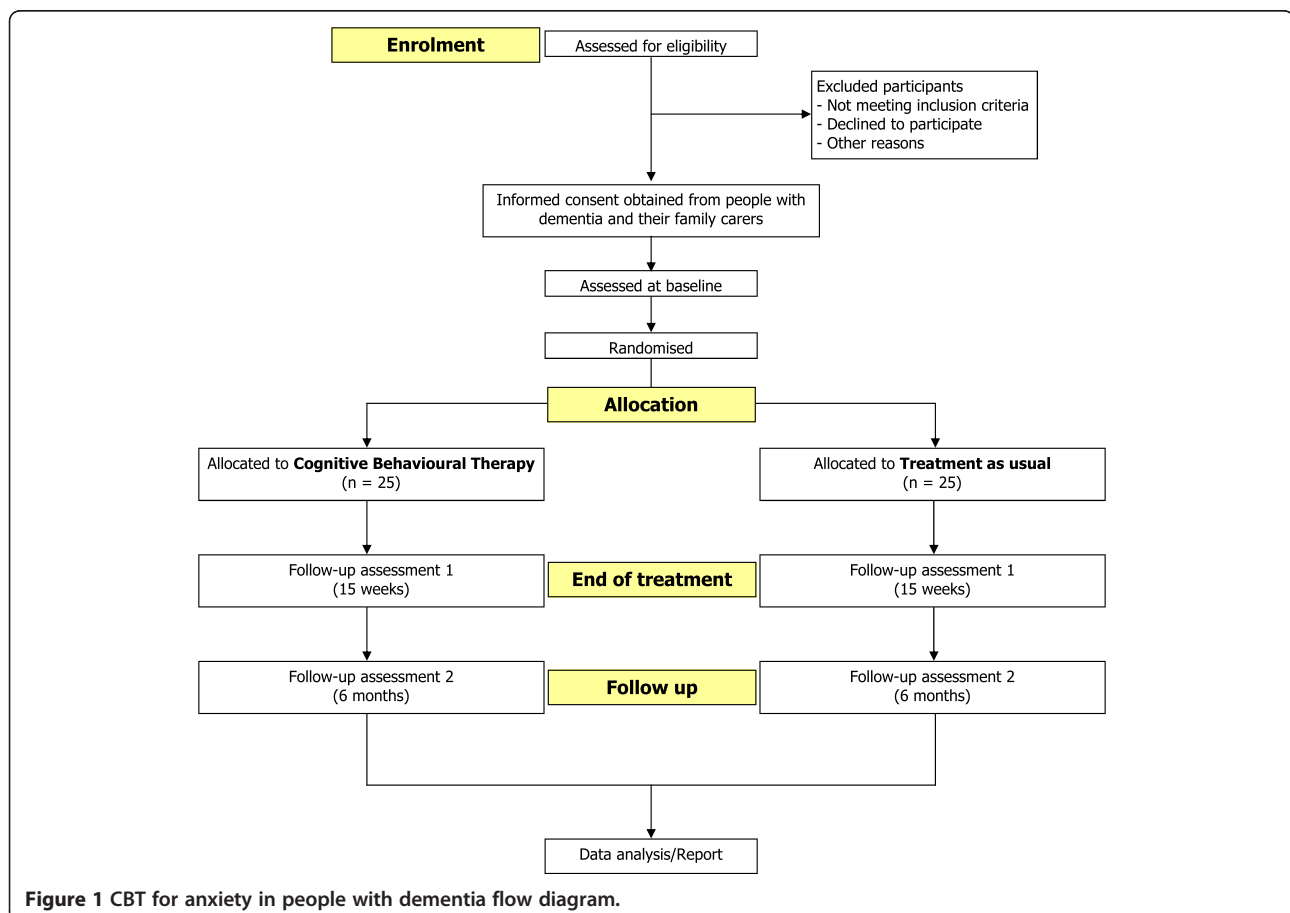 Enrolment
Assessed for eligibility
Excluded participants
- Not meeting inclusion criteria
- Declined to participate
- Other reasons
Informed consent obtained from people with
dementia and their family carers
Assessed at baseline
Randomised
Allocation
Allocated to Cognitive Behavioural Therapy
(n = 25)
Allocated to Treatment as usual
(n = 25)
Follow-up assessment 1
(15 weeks)
End of treatment
Follow-up assessment 1
(15 weeks)
Follow-up assessment 2
(6 months)
Follow up
Follow-up assessment 2
(6 months)
Data analysis/Report
Figure 1 CBT for anxiety in people with dementia flow diagram.